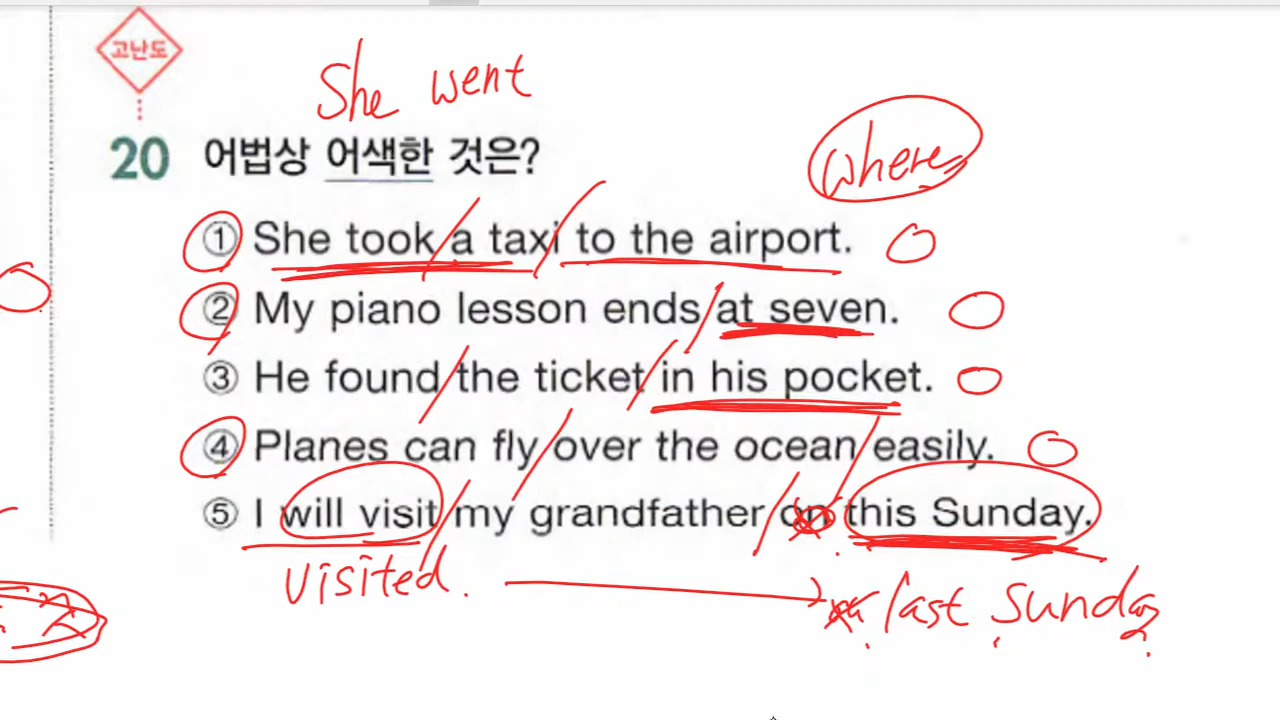 고난도
She went
20 어법상 어색한 것은?
where
① She took a taxi to the airport.
② My piano lesson ends at seven.
③ He found the ticket in his pocket.
④ Planes can fly over the ocean easily.
⑤ I will visit my grandfather on this Sunday.
visited. last Sunday